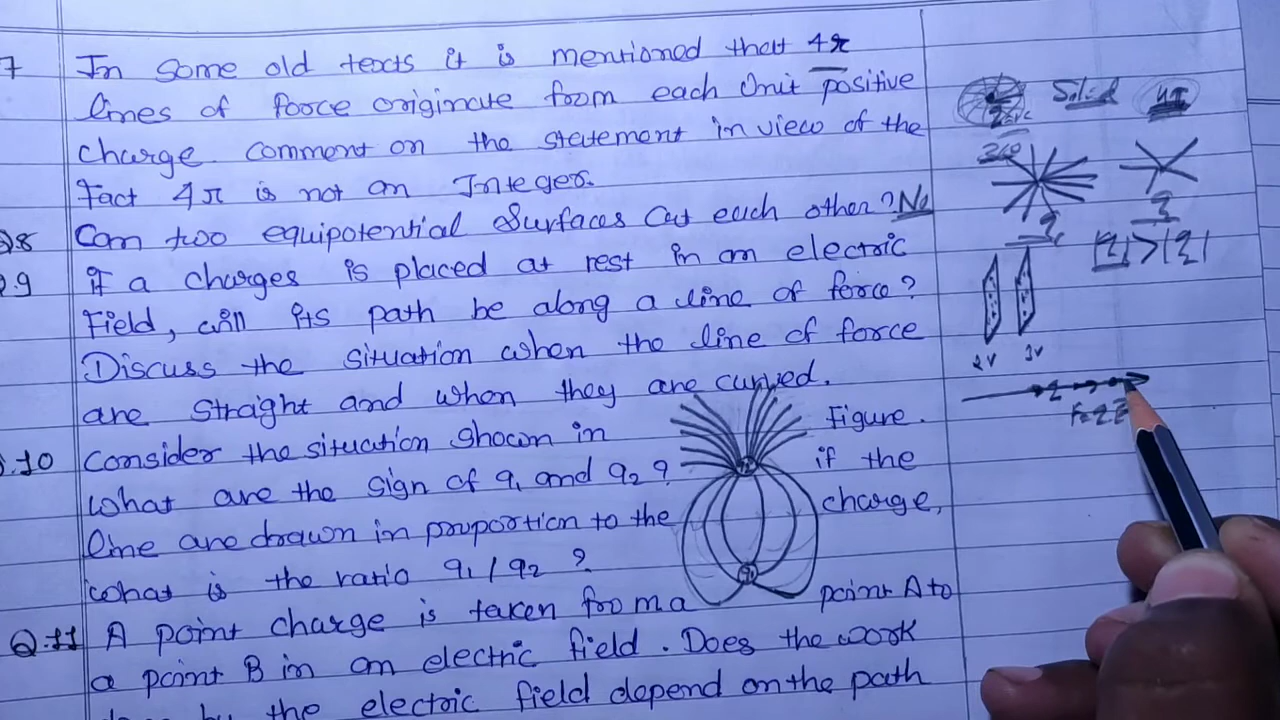 7 In some old texts it is mentioned that 4π
lines of force originate from each Unit positive
charge. Comment on the statement in view of the
Fact 4π is not an Integer.
Q8 Can two equipotential Surfaces Cut each other? No
9 if a charges is placed at rest in an electric
Field, will its path be along a line of force?
Discuss the situation when the line of force
are straight and when they are curved.
.10 Consider the situation shown in Figure.
What are the sign of q1 and q2? if the
line are drawn in proportion to the charge,
what is the ratio q1/q2 ?
Q.11 A point charge is taken from a point A to
a point B in an electric field. Does the work
by the electric field depend on the path
Solid
3
2V
1V